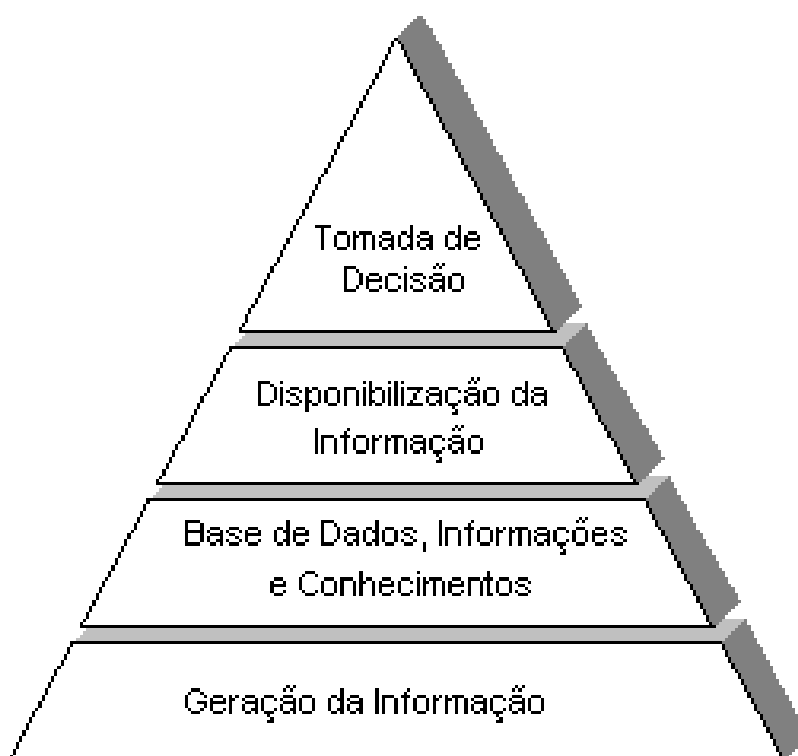 Tomada de
Decisão
Disponibilização da
Informação
Base de Dados, Informações
e Conhecimentos
Geração da Informação